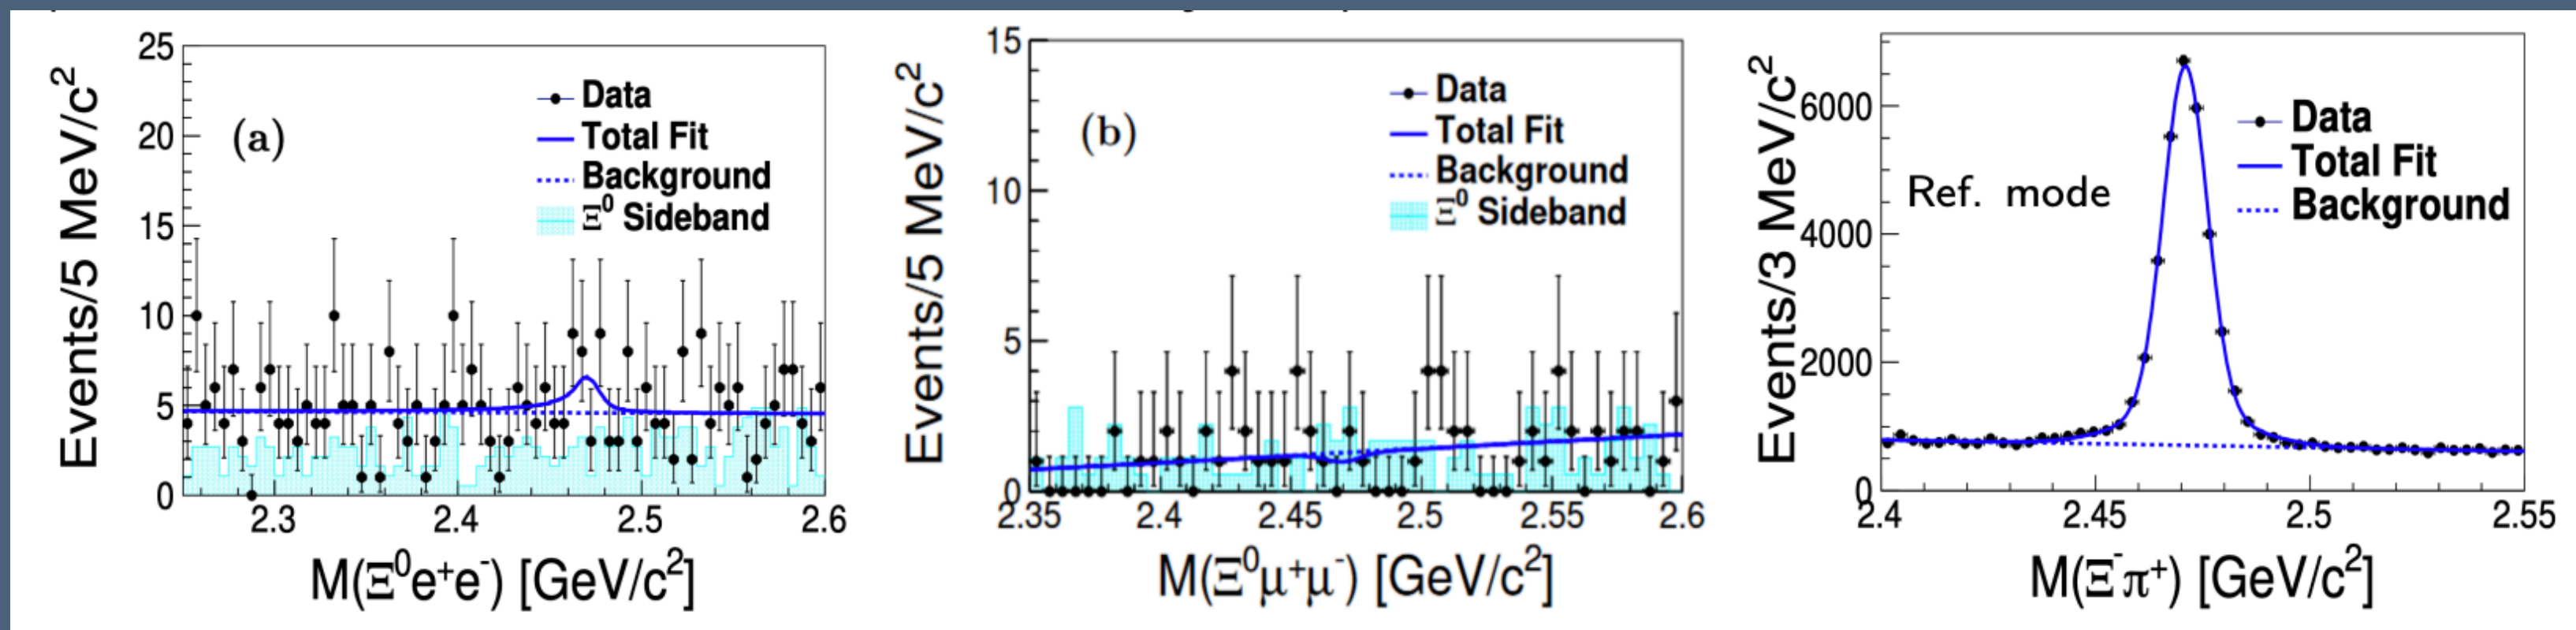 25
20
15
10
5
0
2.3
2.4
2.5
2.6
Events/5 MeV/c²
M(Ξ⁰e⁺e⁻) [GeV/c²]
(a)
Data
Total Fit
Background
Ξ⁰ Sideband
15
10
5
0
2.35
2.4
2.45
2.5
2.55
2.6
Events/5 MeV/c²
M(Ξ⁰μ⁺μ⁻) [GeV/c²]
(b)
Data
Total Fit
Background
Ξ⁰ Sideband
6000
4000
2000
0
2.4
2.45
2.5
2.55
Events/3 MeV/c²
M(Ξ⁻π⁺) [GeV/c²]
Ref. mode
Data
Total Fit
Background